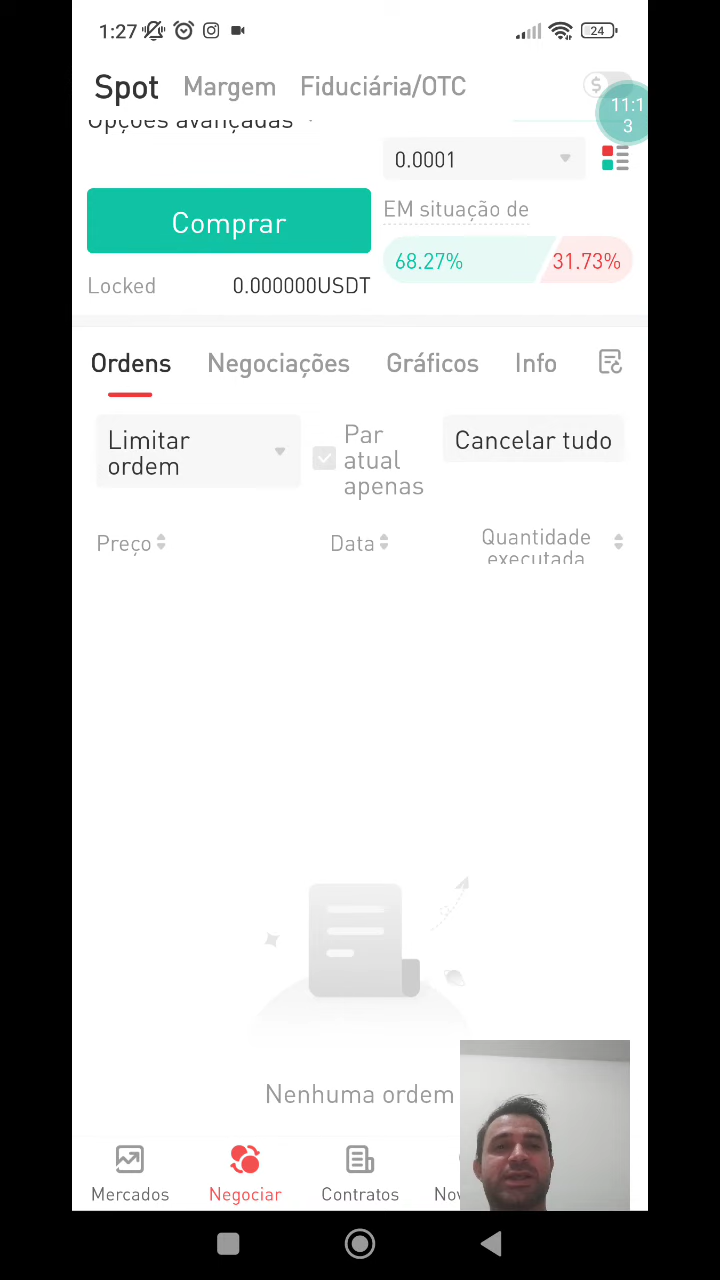 1:27
24
Spot Margem Fiduciária/OTC
11:1
3
Opções avançadas
0.0001
Comprar
EM situação de
68.27% 31.73%
Locked 0.000000USDT
Ordens Negociações Gráficos Info
Limitar
ordem
Par
atual
apenas
Cancelar tudo
Preço Data Quantidade
executada
Nenhuma ordem
Mercados Negociar Contratos